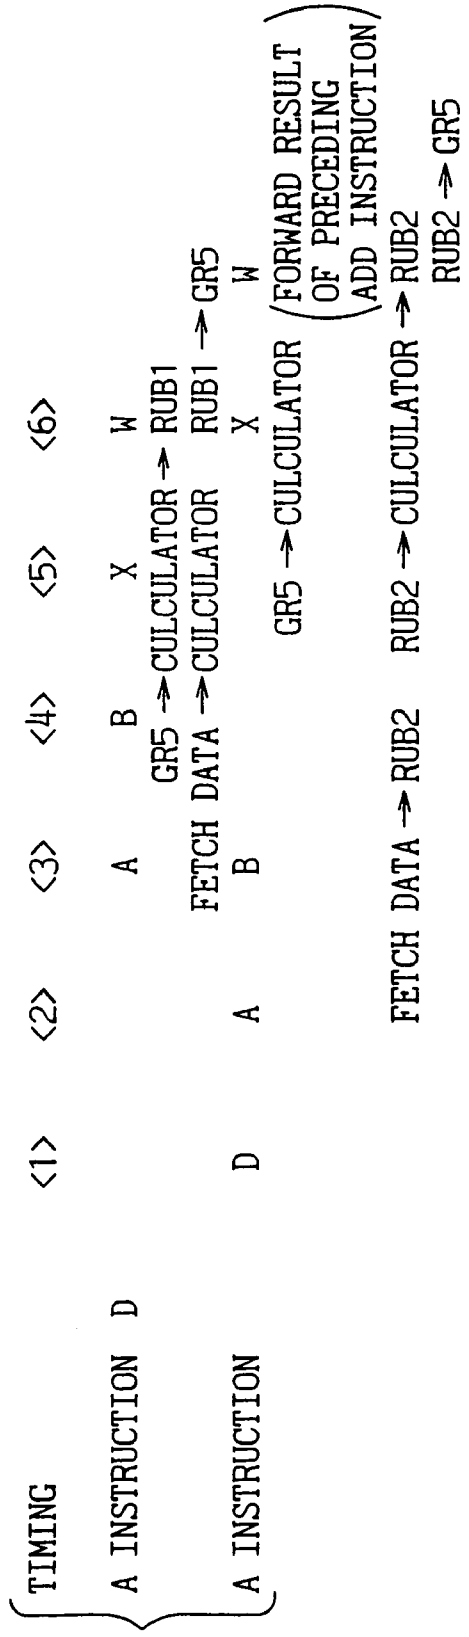 TIMING <1> <2> <3> <4> <5> <6>
A INSTRUCTION D A B X W
GR5 → CULCULATOR → RUB1
FETCH DATA → CULCULATOR RUB1 → GR5
A INSTRUCTION D A B X W
GR5 → CULCULATOR (FORWARD RESULT
OF PRECEDING
ADD INSTRUCTION)
FETCH DATA → RUB2 RUB2 → CULCULATOR → RUB2
RUB2 → GR5